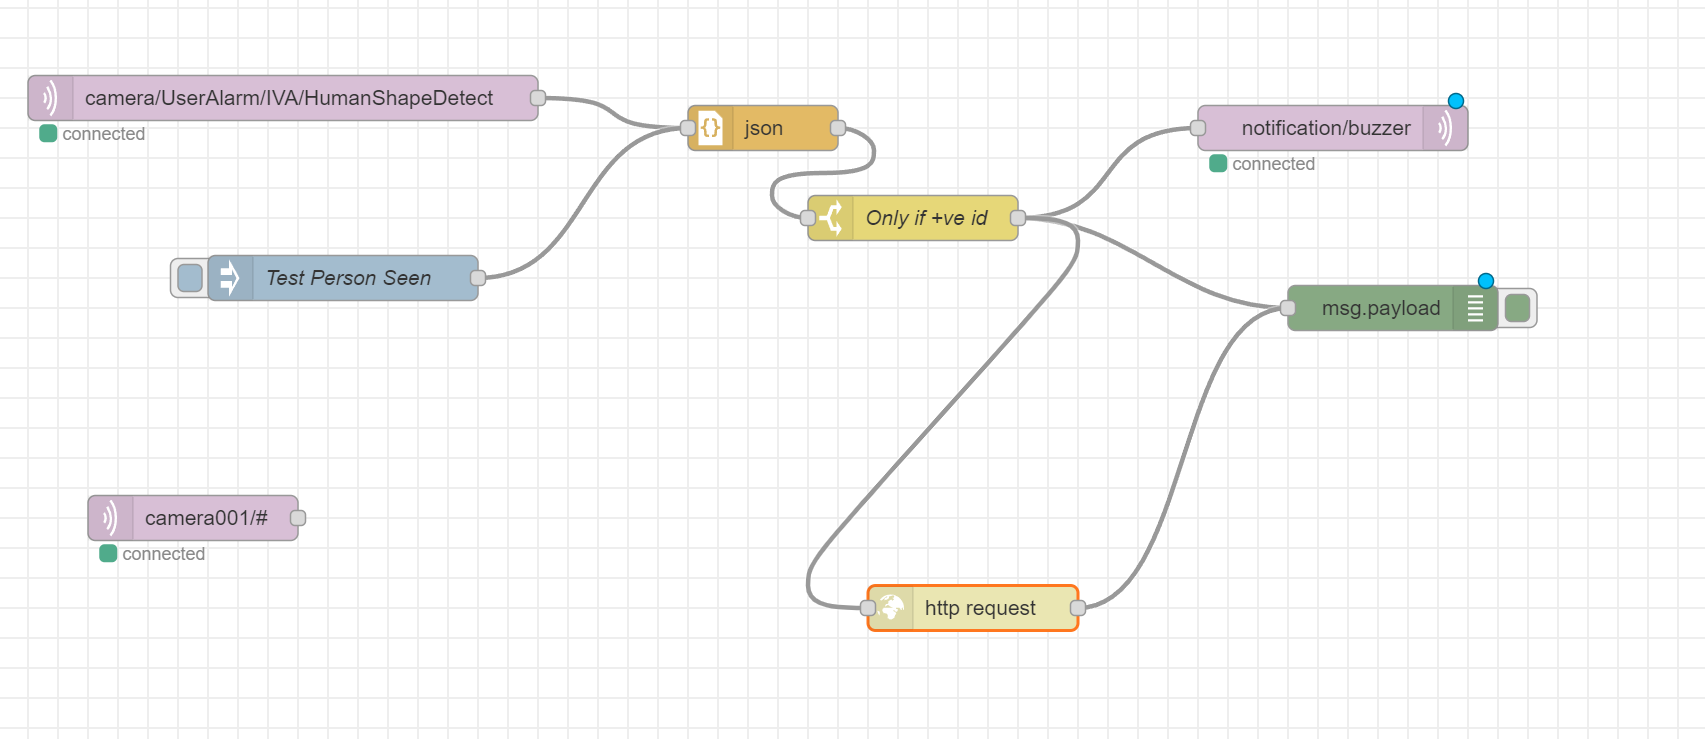 camera/UserAlarm/IVA/HumanShapeDetect
connected
json
notification/buzzer
connected
Only if +ve id
Test Person Seen
msg.payload
camera001/#
connected
http request